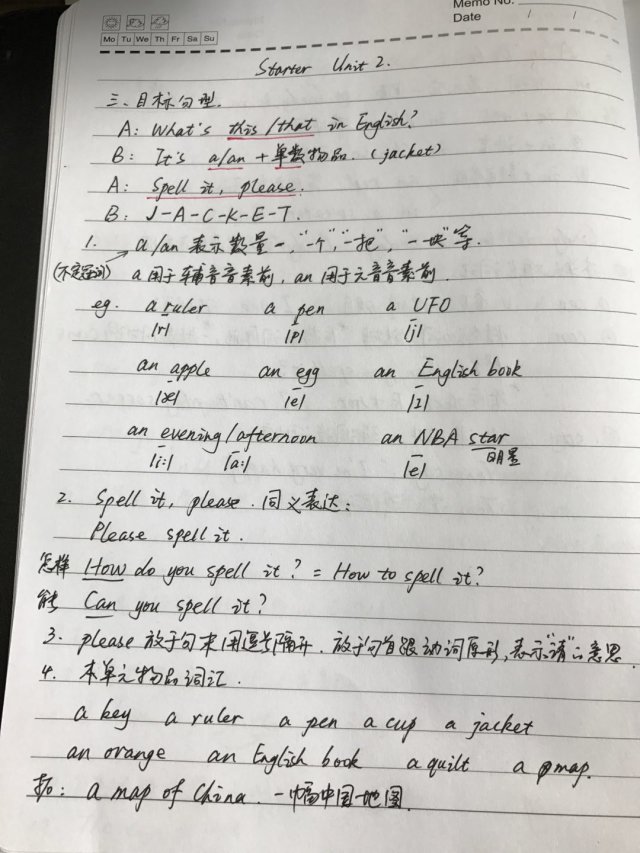 Memo No.
Date / /
Mo Tu We Th Fr Sa Su
Starter Unit 2.
三、目标句型.
A: What's this/that in English?
B: It's a/an + 单数物品. (jacket)
A: Spell it, please.
B: J-A-C-K-E-T.
1. a/an 表示数量一, "一个", "一把", "一块"等.
(不定冠词) a用于辅音音素前, an用于元音音素前.
eg. a ruler a pen a UFO
|r| |p| |j|
an apple an egg an English book
|æ| |e| |ɪ|
an evening/afternoon an NBA star
|i:| |a:| |e| 明星
2. Spell it, please. 同义表达:
Please spell it.
怎样 How do you spell it? = How to spell it?
能 Can you spell it?
3. please 放于句末用逗号隔开. 放于句首跟动词原形, 表示"请"の意思.
4. 本单元物品词汇.
a key a ruler a pen a cup a jacket
an orange an English book a quilt a map.
拓: a map of China. 一幅中国地图.